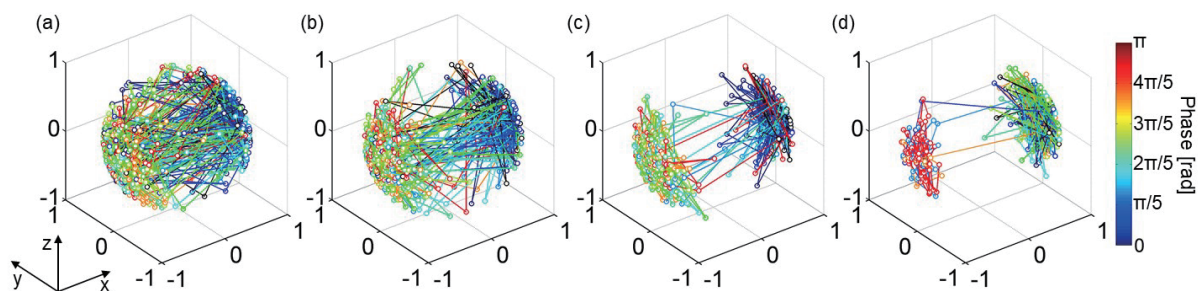 (a) (b) (c) (d)
1 1 1 1 π
4π/5
3π/5
0 0 0 0
2π/5
π/5
-1 -1 -1 -1 0
1 1 1 1 1 1 1 1
0 0 0 0 0 0 0 0
-1 -1 -1 -1 -1 -1 -1 -1
Phase [rad]
z
y x